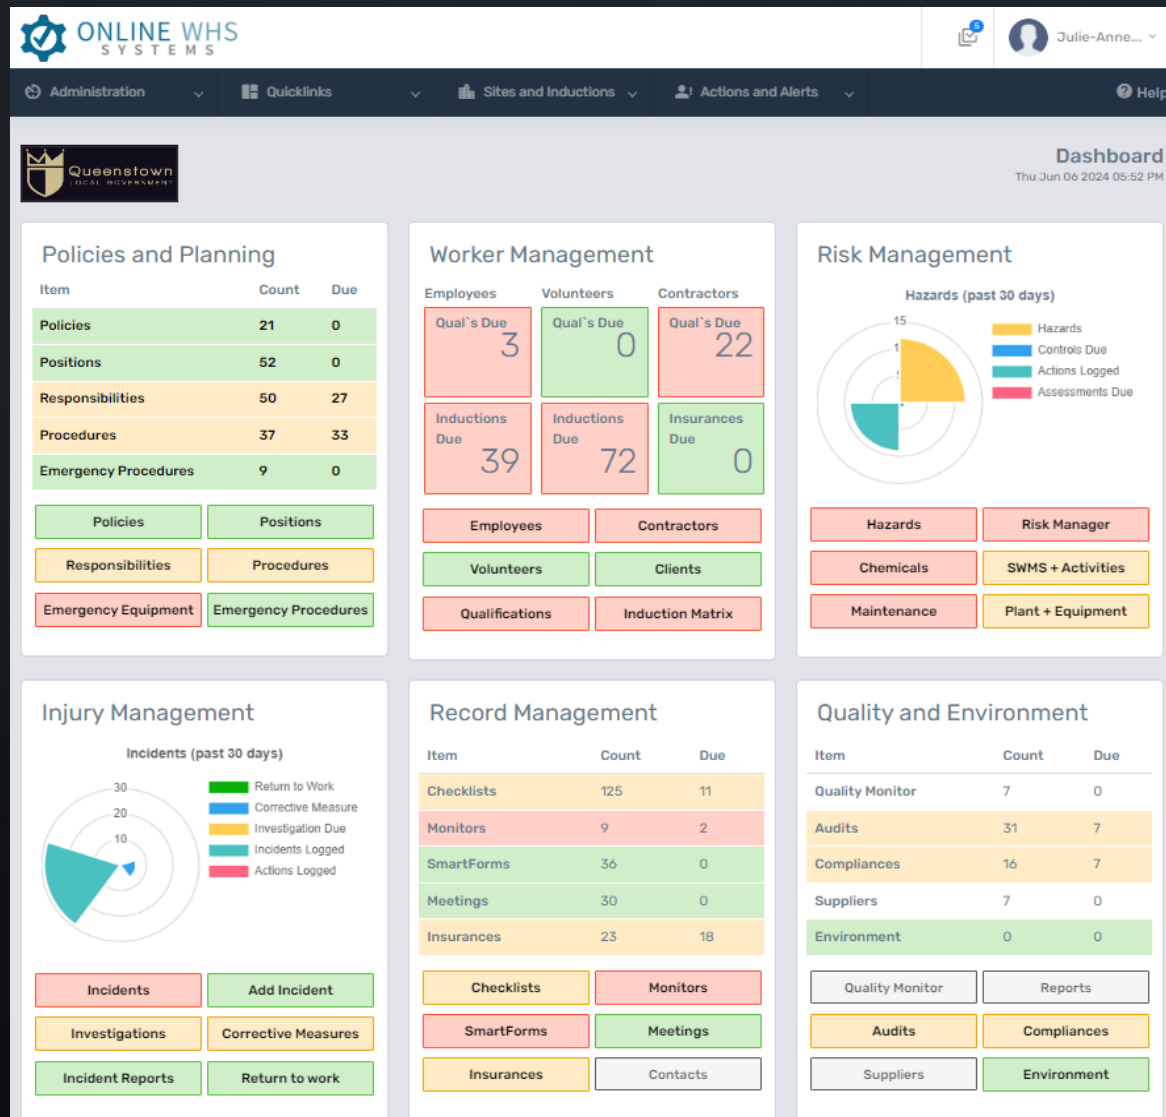 ONLINE WHS
SYSTEMS
5
Julie-Anne...
Administration
Quicklinks
Sites and Inductions
Actions and Alerts
Help
Queenstown
LOCAL GOVERNMENT
Dashboard
Thu Jun 06 2024 05:52 PM
Policies and Planning
Item Count Due
Policies 21 0
Positions 52 0
Responsibilities 50 27
Procedures 37 33
Emergency Procedures 9 0
Policies Positions
Responsibilities Procedures
Emergency Equipment Emergency Procedures
Worker Management
Employees Volunteers Contractors
Qual`s Due Qual`s Due Qual`s Due
3 0 22
Inductions Inductions Insurances
Due Due Due
39 72 0
Employees Contractors
Volunteers Clients
Qualifications Induction Matrix
Risk Management
Hazards (past 30 days)
15
Hazards
Controls Due
Actions Logged
Assessments Due
Hazards Risk Manager
Chemicals SWMS + Activities
Maintenance Plant + Equipment
Injury Management
Incidents (past 30 days)
30
20
10
Return to Work
Corrective Measure
Investigation Due
Incidents Logged
Actions Logged
Incidents Add Incident
Investigations Corrective Measures
Incident Reports Return to work
Record Management
Item Count Due
Checklists 125 11
Monitors 9 2
SmartForms 36 0
Meetings 30 0
Insurances 23 18
Checklists Monitors
SmartForms Meetings
Insurances Contacts
Quality and Environment
Item Count Due
Quality Monitor 7 0
Audits 31 7
Compliances 16 7
Suppliers 7 0
Environment 0 0
Quality Monitor Reports
Audits Compliances
Suppliers Environment